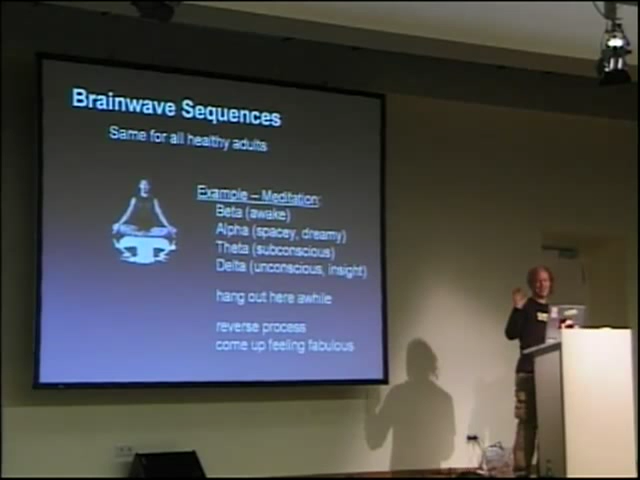 Brainwave Sequences
Same for all healthy adults
Example – Meditation:
Beta (awake)
Alpha (spacey, dreamy)
Theta (subconscious)
Delta (unconscious, insight)
hang out here awhile
reverse process
come up feeling fabulous